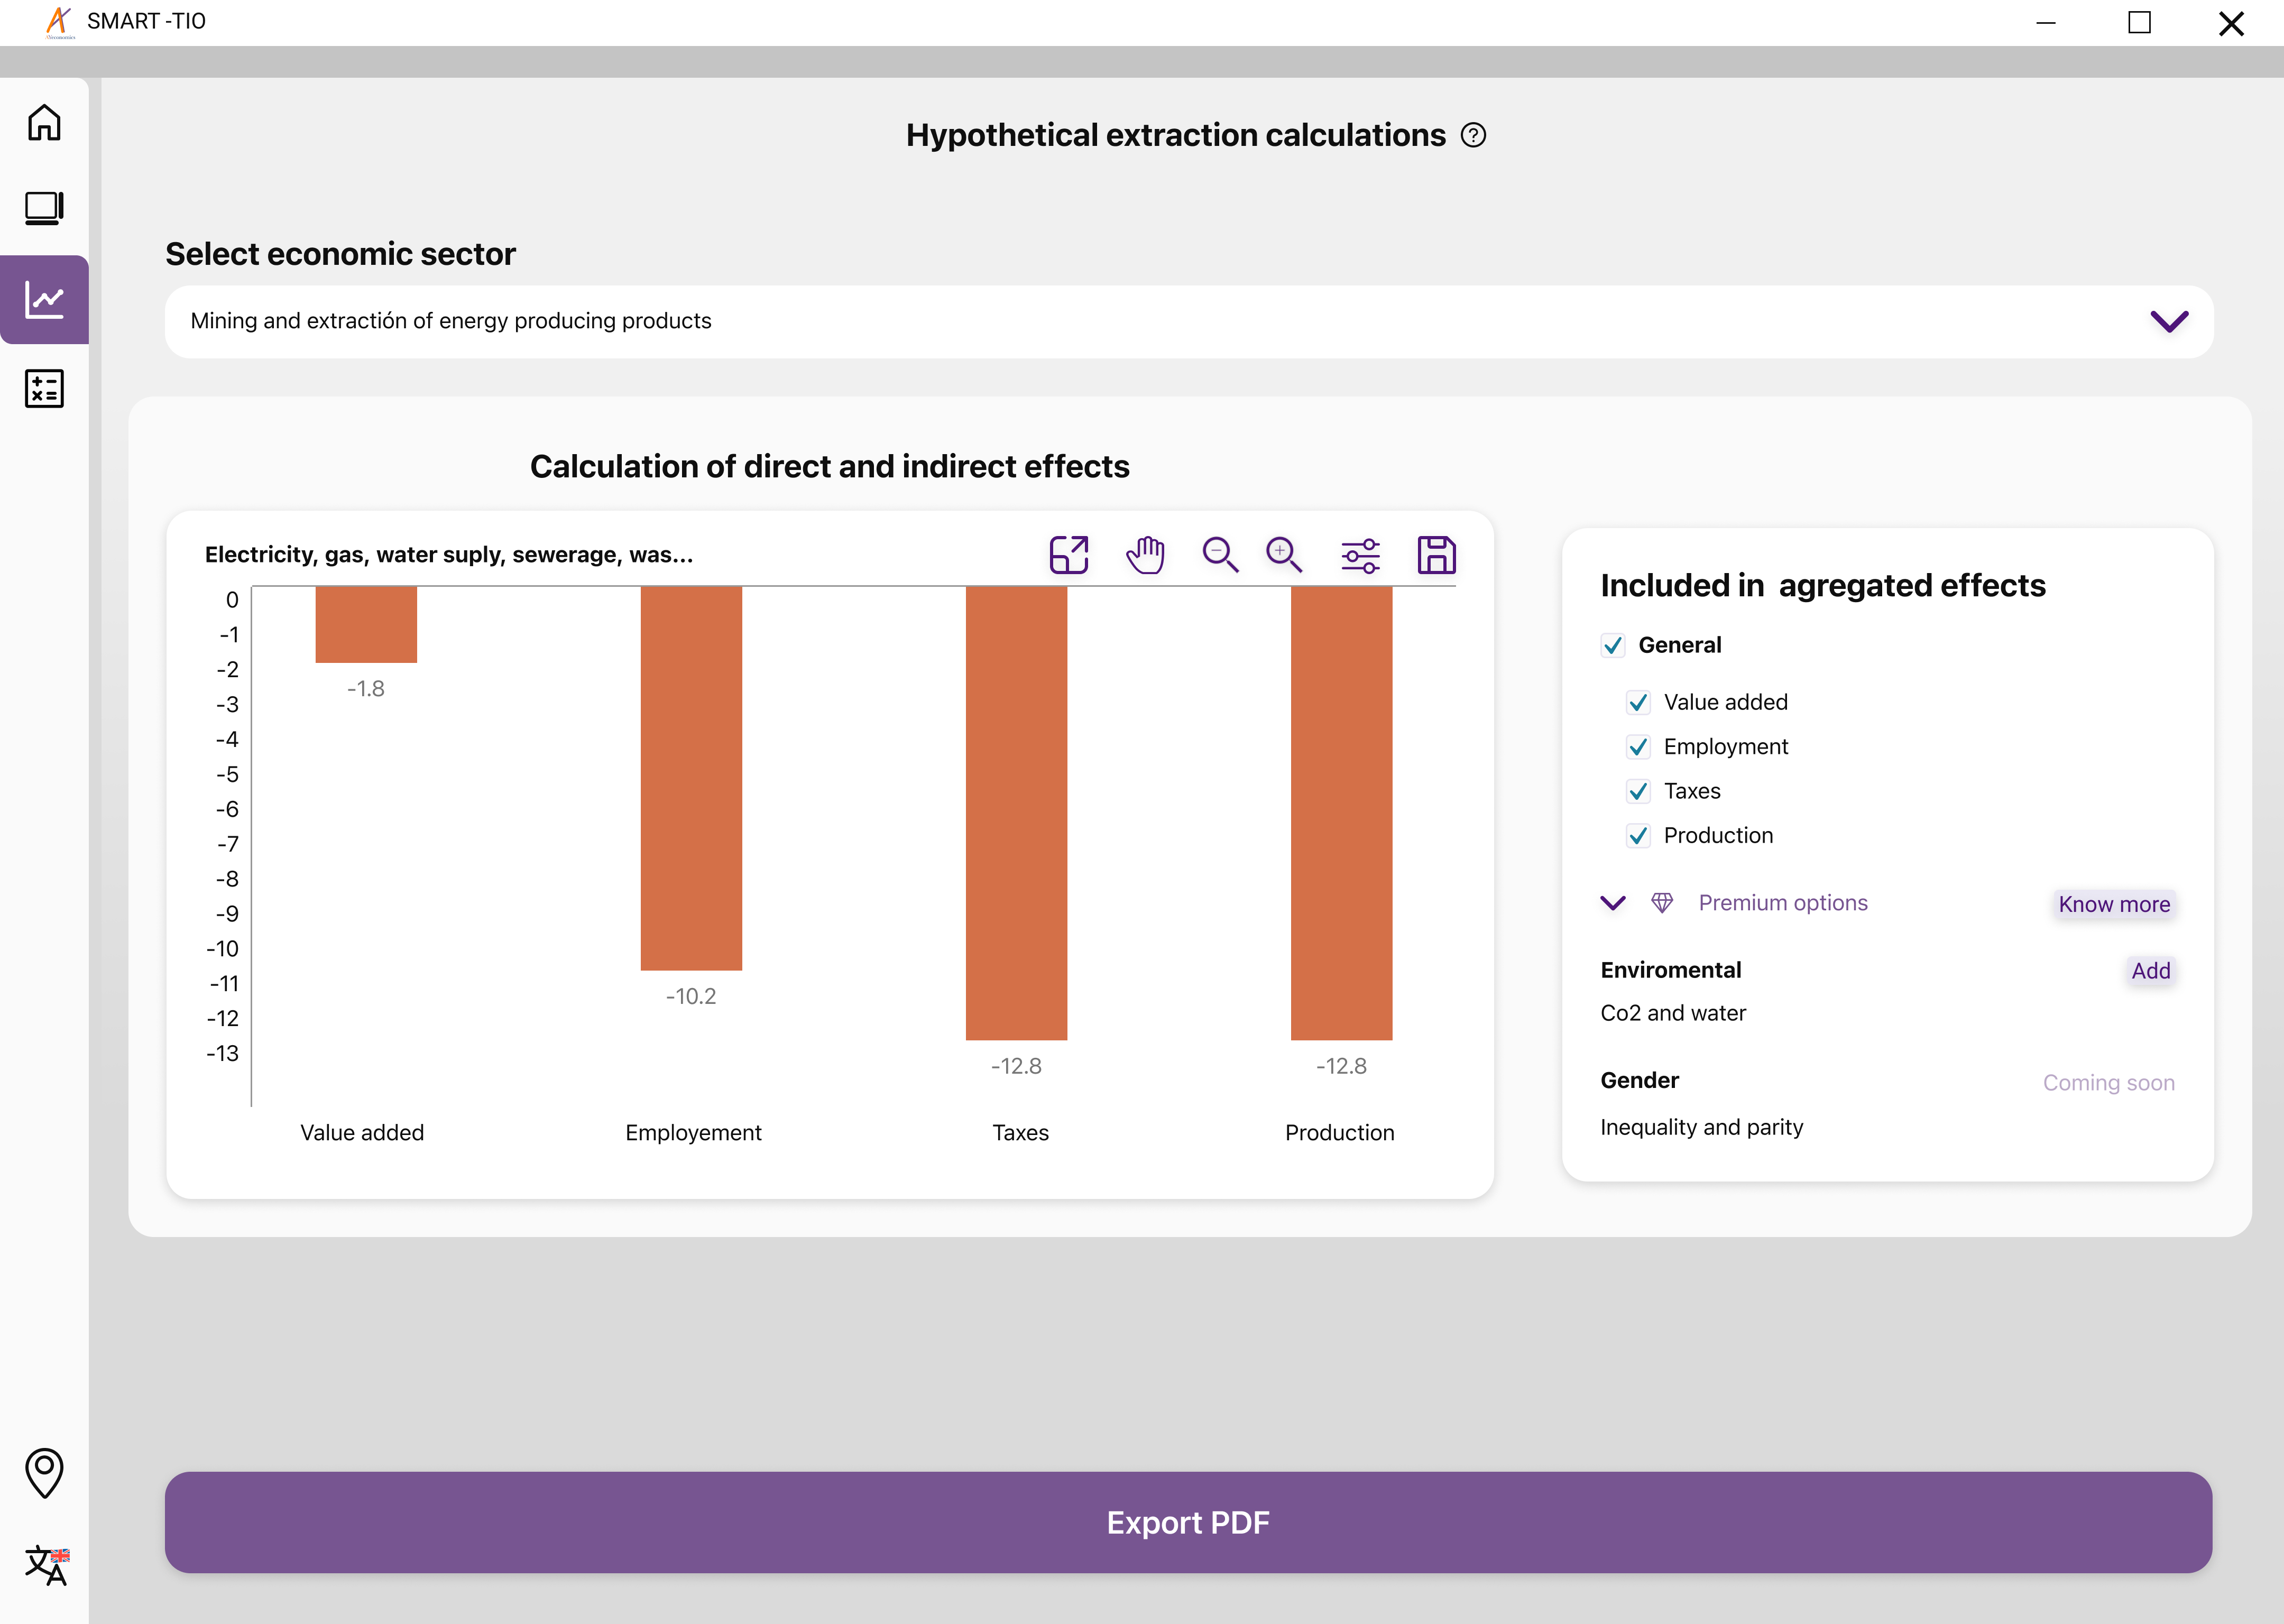 SMART -TIO
Hypothetical extraction calculations
Select economic sector
Mining and extractión of energy producing products
Calculation of direct and indirect effects
Electricity, gas, water suply, sewerage, was...
0
-1
-2
-3
-4
-5
-6
-7
-8
-9
-10
-11
-12
-13
-1.8
-10.2
-12.8
-12.8
Value added
Employement
Taxes
Production
Included in  agregated effects
General
Value added
Employment
Taxes
Production
Premium options
Know more
Enviromental
Add
Co2 and water
Gender
Coming soon
Inequality and parity
Export PDF